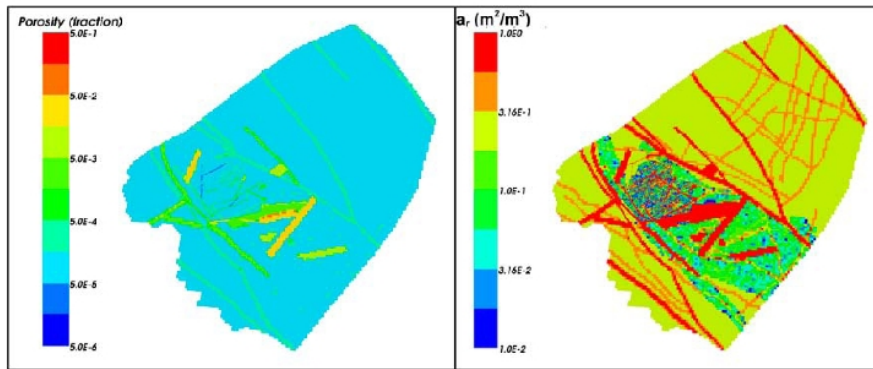 Porosity (fraction)
5.0E-1
5.0E-2
5.0E-3
5.0E-4
5.0E-5
5.0E-6
aᵣ (m²/m³)
1.0E0
3.16E-1
1.0E-1
3.16E-2
1.0E-2